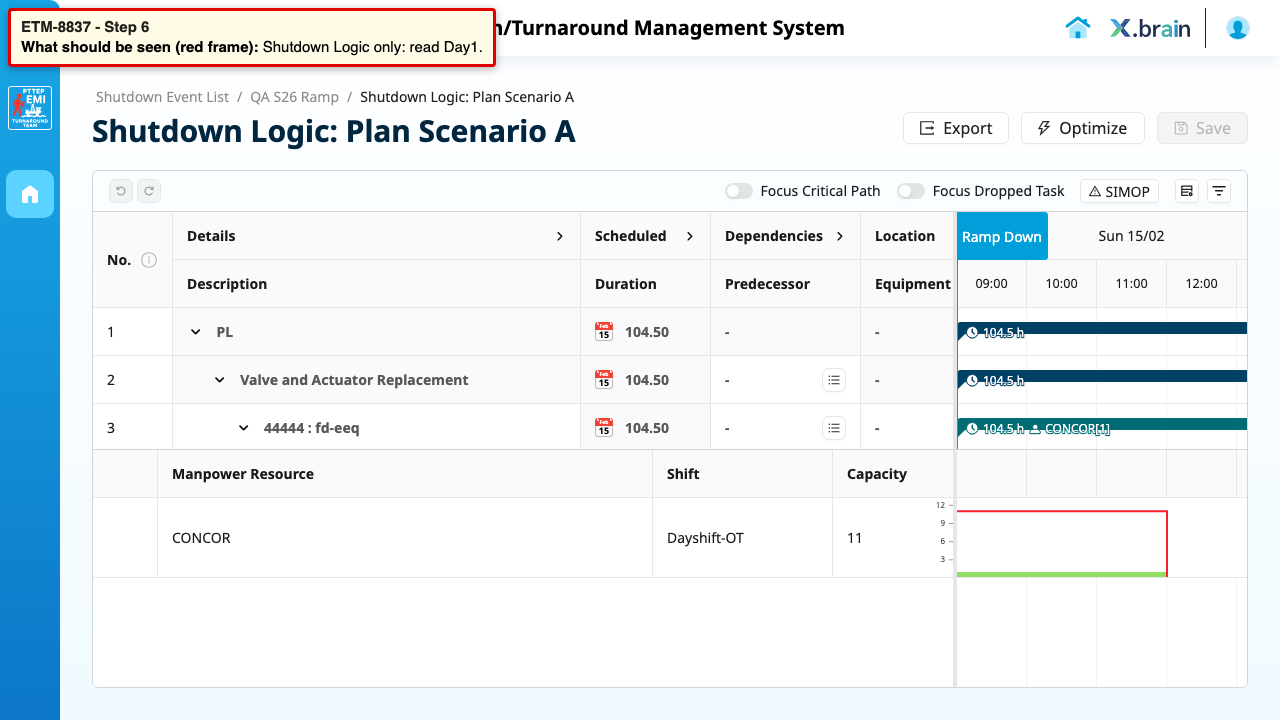 ETM-8837 - Step 6
What should be seen (red frame): Shutdown Logic only: read Day1.
n/Turnaround Management System
X.brain
PTTEP
EMI
TURNAROUND
TEAM
Shutdown Event List / QA S26 Ramp / Shutdown Logic: Plan Scenario A
Shutdown Logic: Plan Scenario A
Export
Optimize
Save
Focus Critical Path
Focus Dropped Task
SIMOP
No.
Details
Scheduled
Dependencies
Location
Ramp Down
Sun 15/02
Description
Duration
Predecessor
Equipment
09:00
10:00
11:00
12:00
1
PL
Feb 15
104.50
-
-
104.5 h
2
Valve and Actuator Replacement
Feb 15
104.50
-
-
104.5 h
3
44444 : fd-eeq
Feb 15
104.50
-
-
104.5 h CONCOR[1]
Manpower Resource
Shift
Capacity
CONCOR
Dayshift-OT
11
12
9
6
3